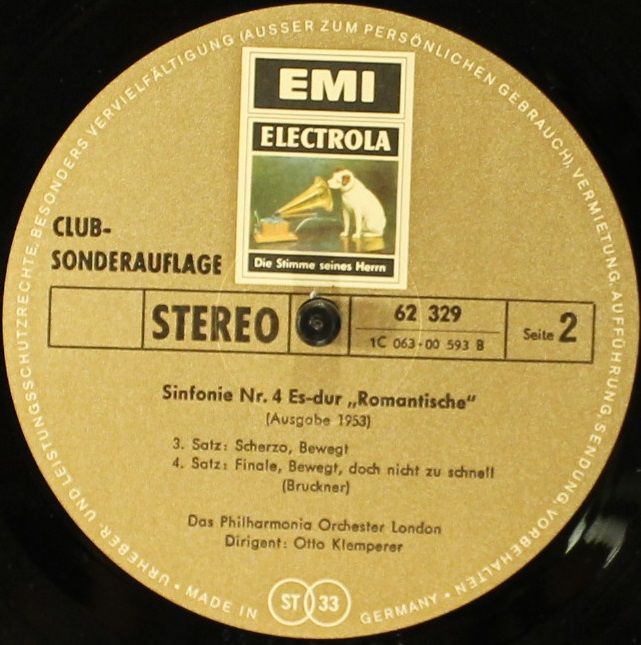 URHEBER- UND LEISTUNGSSCHUTZRECHTE, BESONDERS VERVIELFÄLTIGUNG (AUSSER ZUM PERSÖNLICHEN GEBRAUCH), VERMIETUNG, AUFFÜHRUNG, SENDUNG, VORBEHALTEN
EMI
ELECTROLA
Die Stimme seines Herrn
CLUB-
SONDERAUFLAGE
STEREO
62 329
1C 063-00 593 B
Seite 2
Sinfonie Nr. 4 Es-dur „Romantische“
(Ausgabe 1953)
3. Satz: Scherzo, Bewegt
4. Satz: Finale, Bewegt, doch nicht zu schnell
(Bruckner)
Das Philharmonia Orchester London
Dirigent: Otto Klemperer
• MADE IN ST 33 GERMANY •